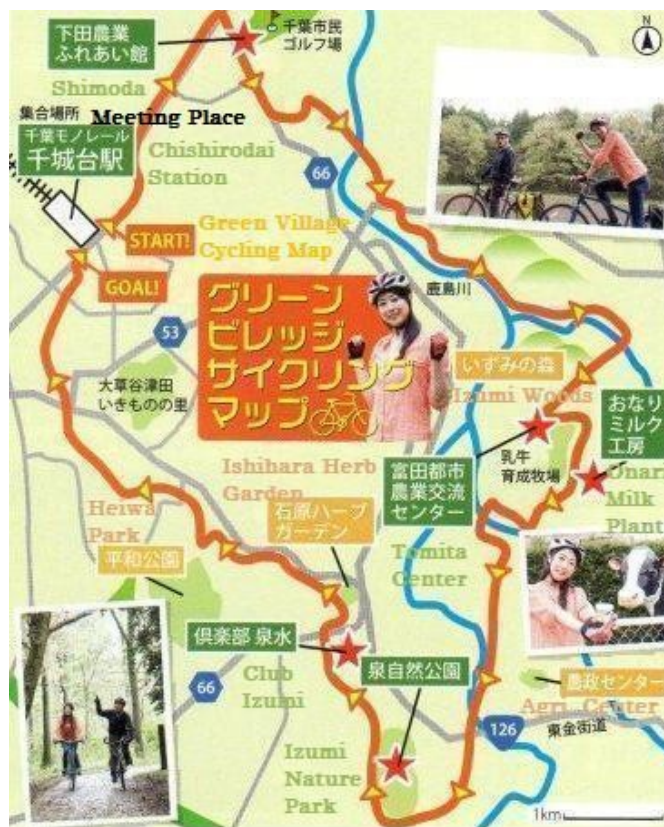 下田農業
ふれあい館
千葉市民
ゴルフ場
N
Shimoda
集合場所 Meeting Place
千葉モノレール
千城台駅
Chishirodai
Station
66
START!
Green Village
Cycling Map
GOAL!
グリーン
ビレッジ
サイクリング
マップ
鹿島川
53
大草谷津田
いきものの里
いずみの森
Izumi Woods
おなり
ミルク
工房
Onari
Milk
Plant
乳牛
育成牧場
富田都市
農業交流
センター
Tomita
Center
Ishihara Herb
Garden
石原ハーブ
ガーデン
Heiwa
Park
平和公園
倶楽部 泉水
Club
Izumi
66
泉自然公園
Izumi
Nature
Park
農政センター
Agri. Center
126
東金街道
1km